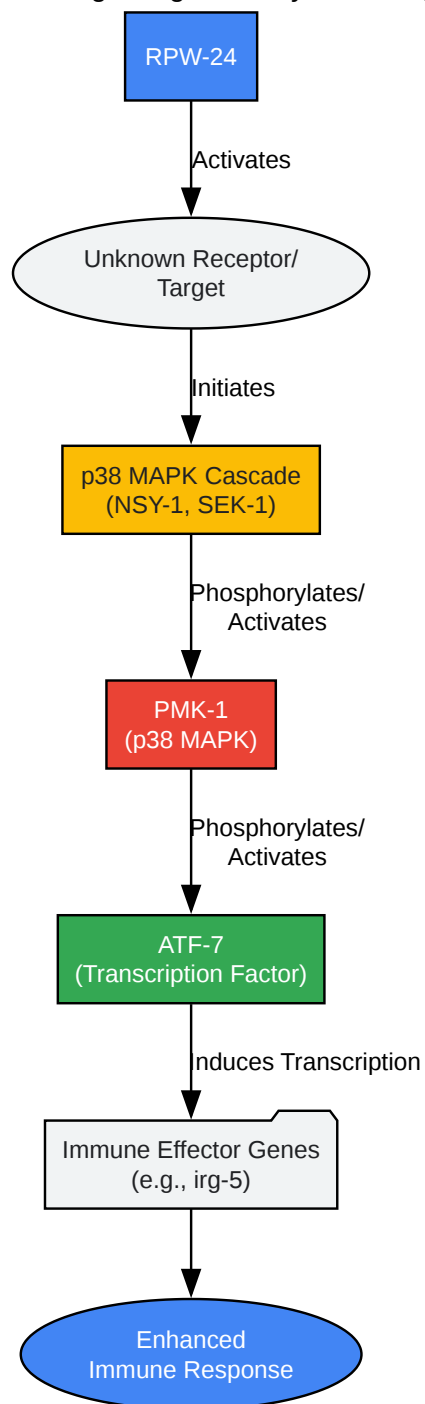 RPW-24
Activates
Unknown Receptor/
Target
Initiates
p38 MAPK Cascade
(NSY-1, SEK-1)
Phosphorylates/
Activates
PMK-1
(p38 MAPK)
Phosphorylates/
Activates
ATF-7
(Transcription Factor)
Induces Transcription
Immune Effector Genes
(e.g., irg-5)
Enhanced
Immune Response